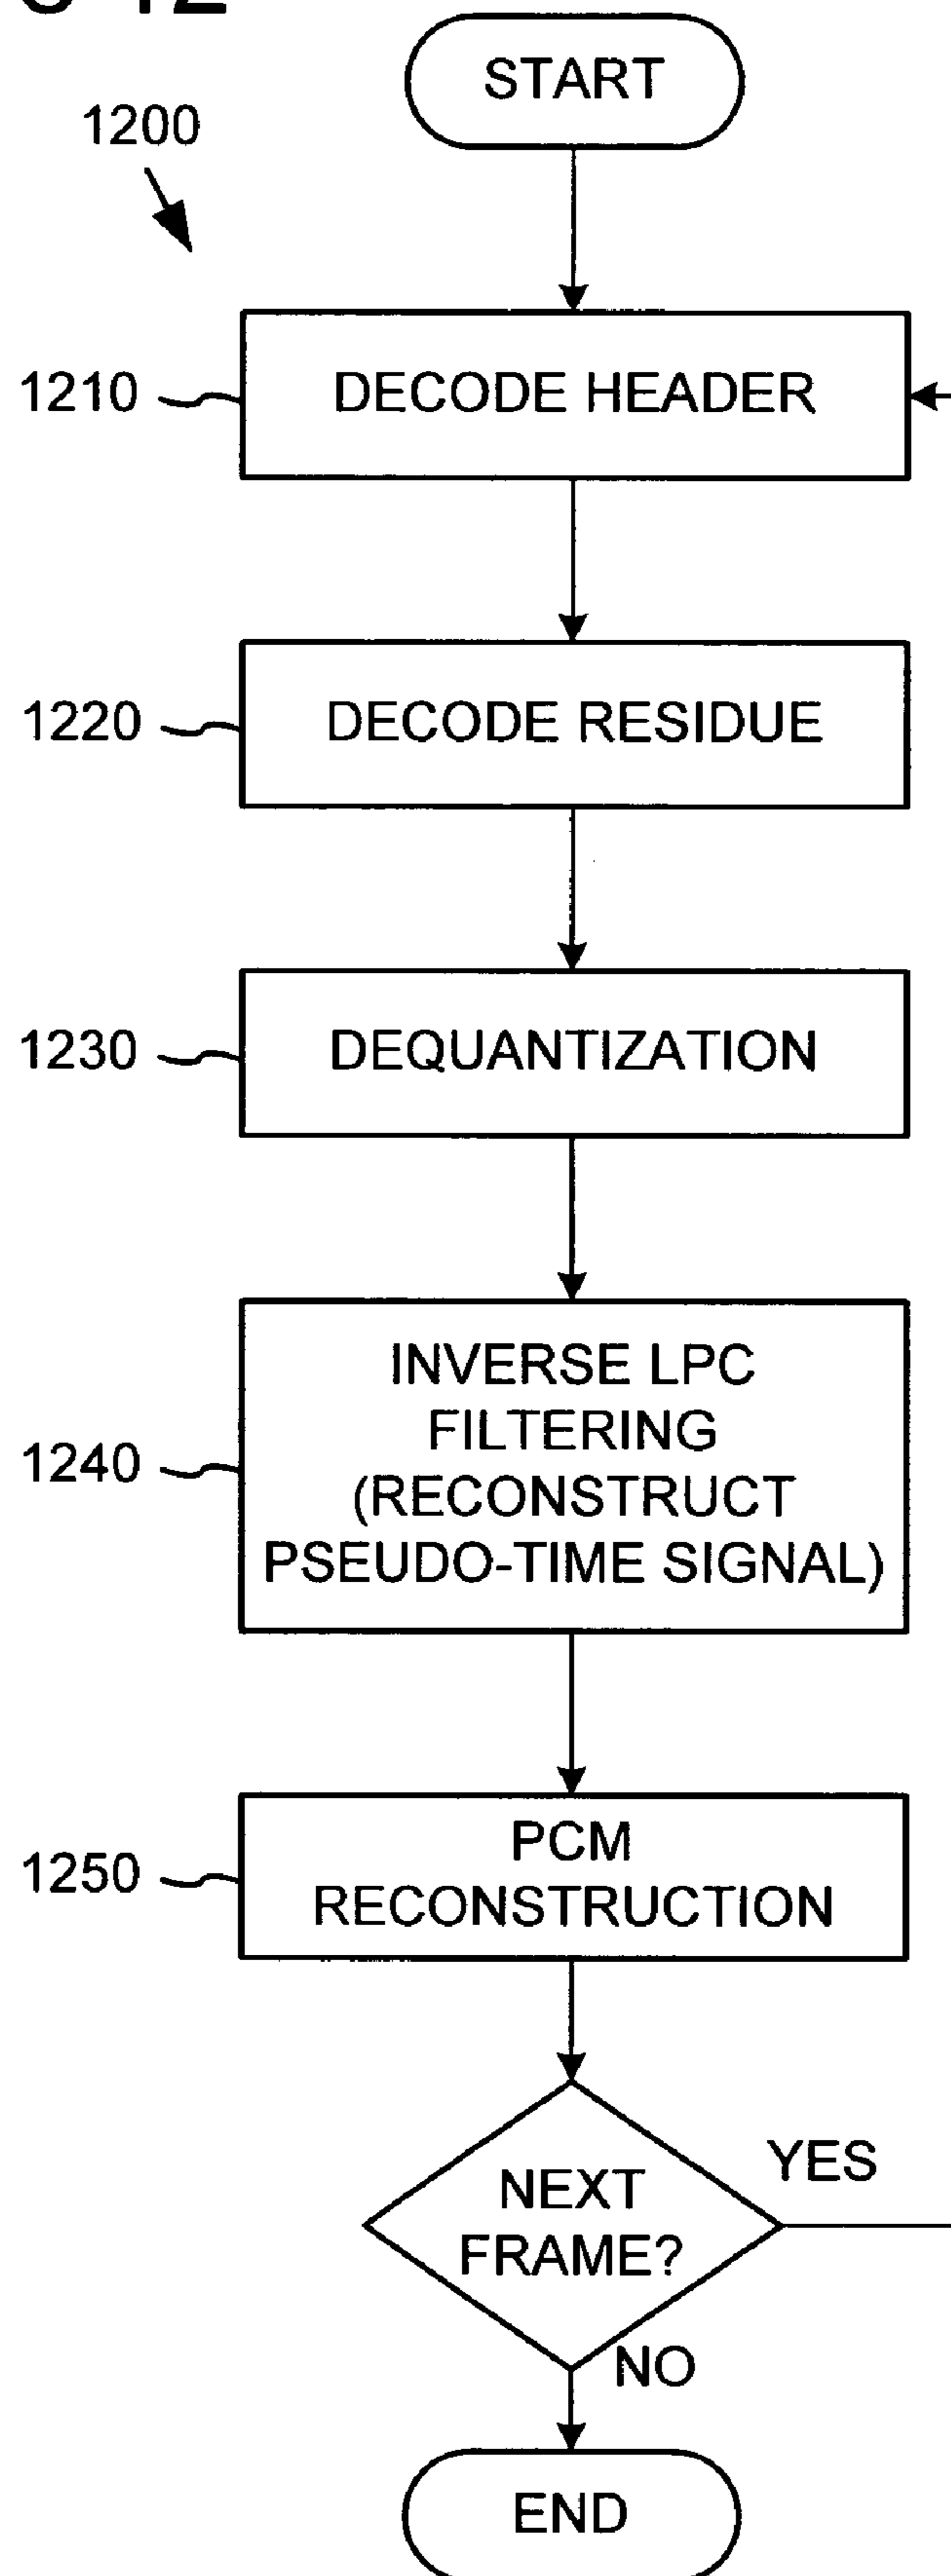 1200
START
1210
DECODE HEADER
1220
DECODE RESIDUE
1230
DEQUANTIZATION
1240
INVERSE LPC
FILTERING
(RECONSTRUCT
PSEUDO-TIME SIGNAL)
1250
PCM
RECONSTRUCTION
NEXT
FRAME?
YES
NO
END